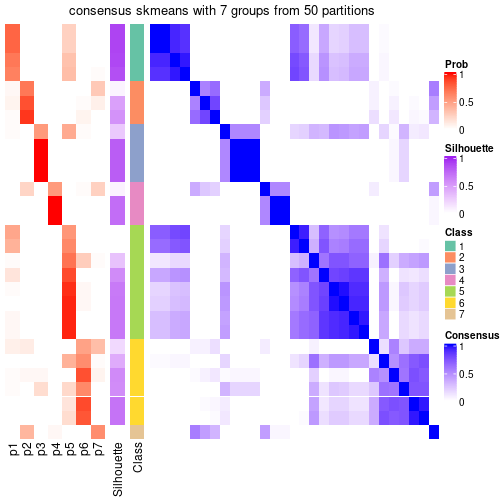 consensus skmeans with 7 groups from 50 partitions
Prob
1
0.5
0
Silhouette
1
0.5
0
Class
1
2
3
4
5
6
7
Consensus
1
0.5
0
p1
p2
p3
p4
p5
p6
p7
Silhouette
Class